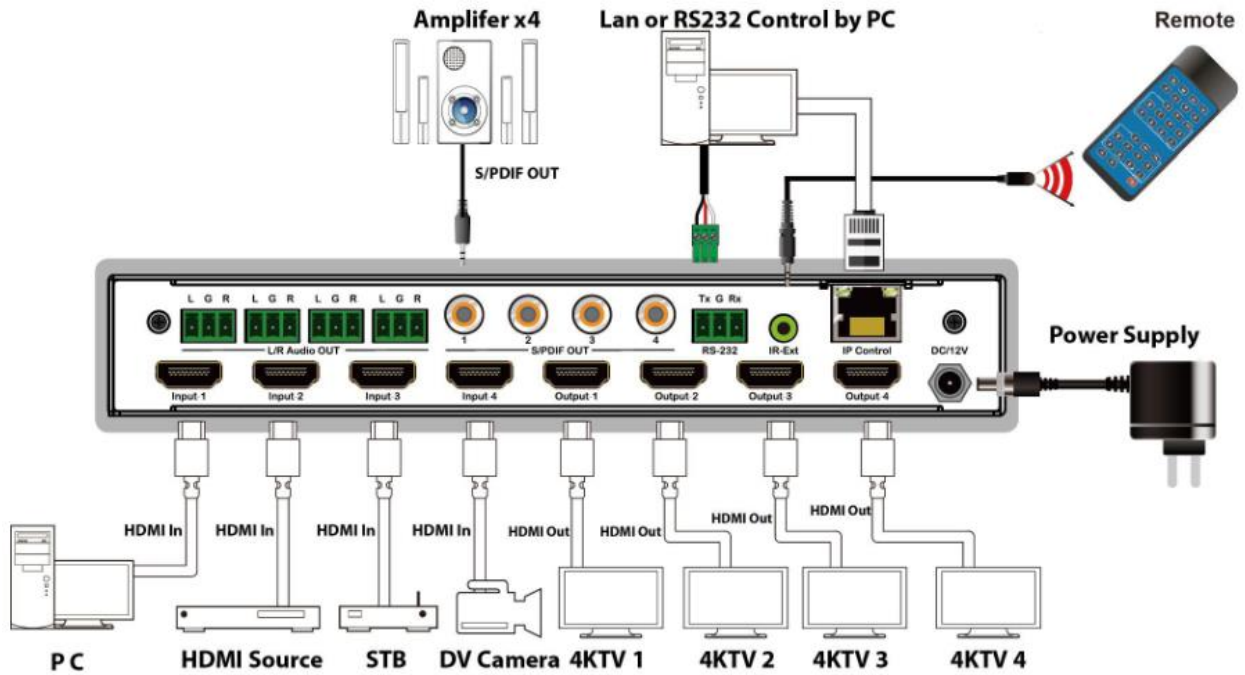 Amplifer x4
Lan or RS232 Control by PC
Remote
S/PDIF OUT
L G R
L G R
L G R
L G R
1
2
3
4
Tx G Rx
L/R Audio OUT
S/PDIF OUT
RS-232
IR-Ext
IP Control
DC/12V
Power Supply
Input 1
Input 2
Input 3
Input 4
Output 1
Output 2
Output 3
Output 4
HDMI In
HDMI In
HDMI In
HDMI In
HDMI Out
HDMI Out
HDMI Out
HDMI Out
P C
HDMI Source
STB
DV Camera
4KTV 1
4KTV 2
4KTV 3
4KTV 4